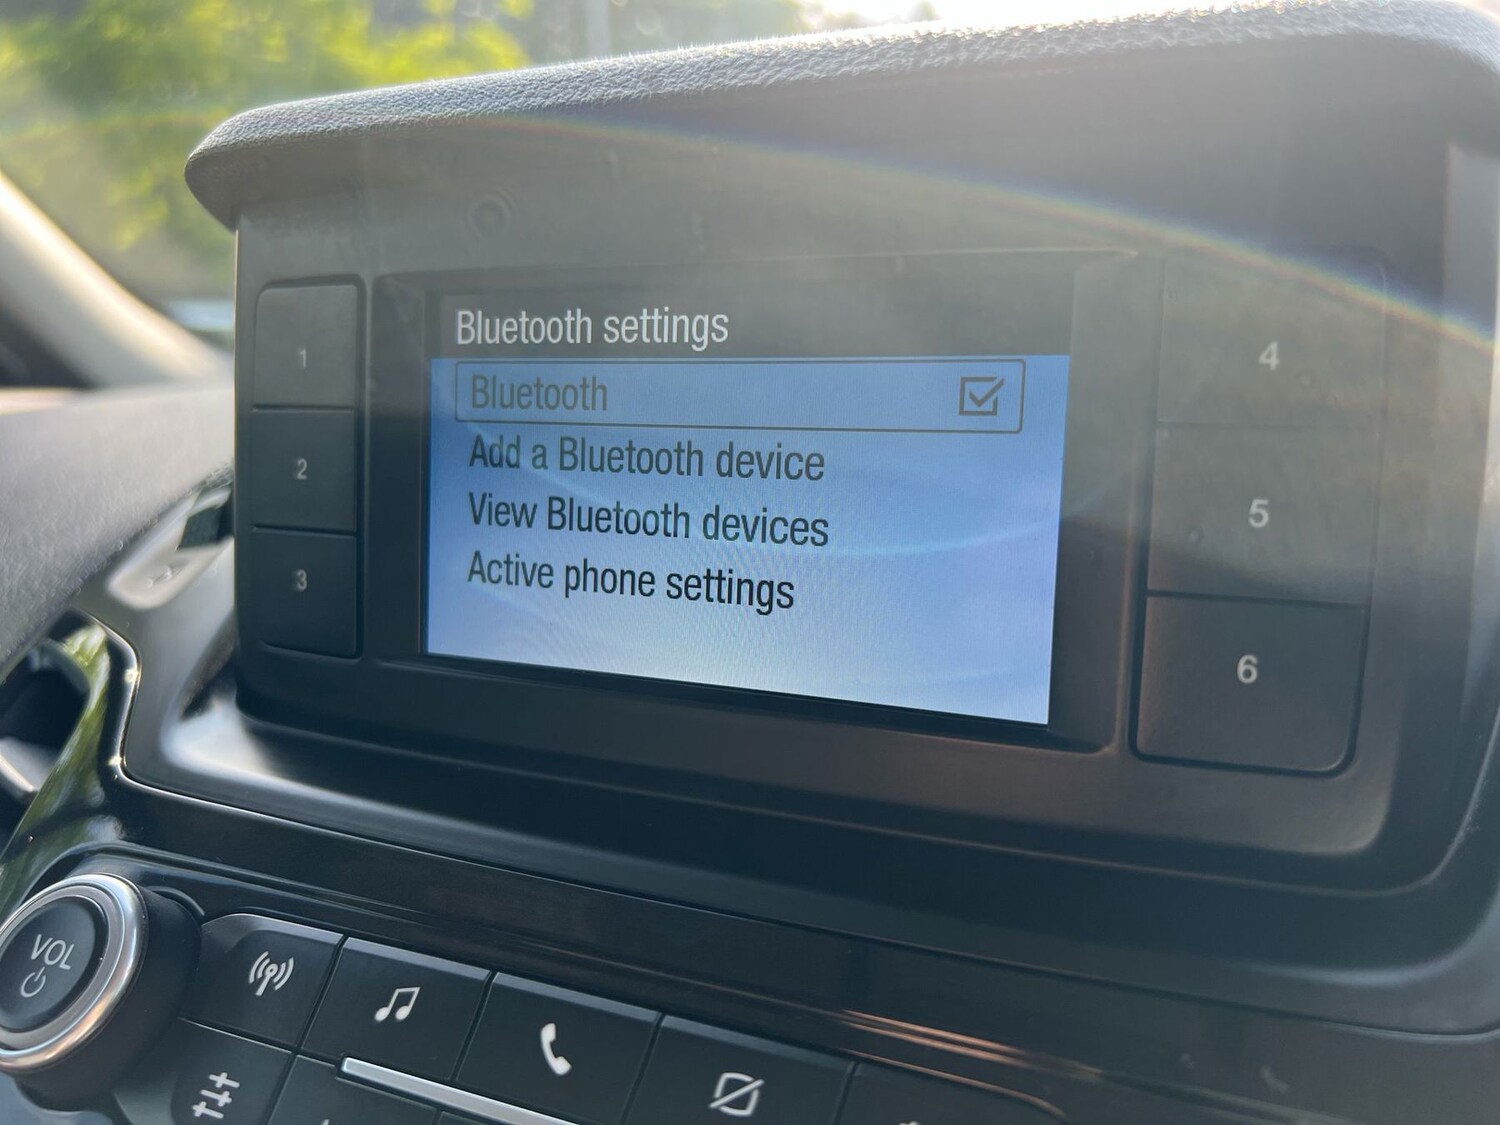 Bluetooth settings
Bluetooth
Add a Bluetooth device
View Bluetooth devices
Active phone settings
1
2
3
4
5
6
VOL